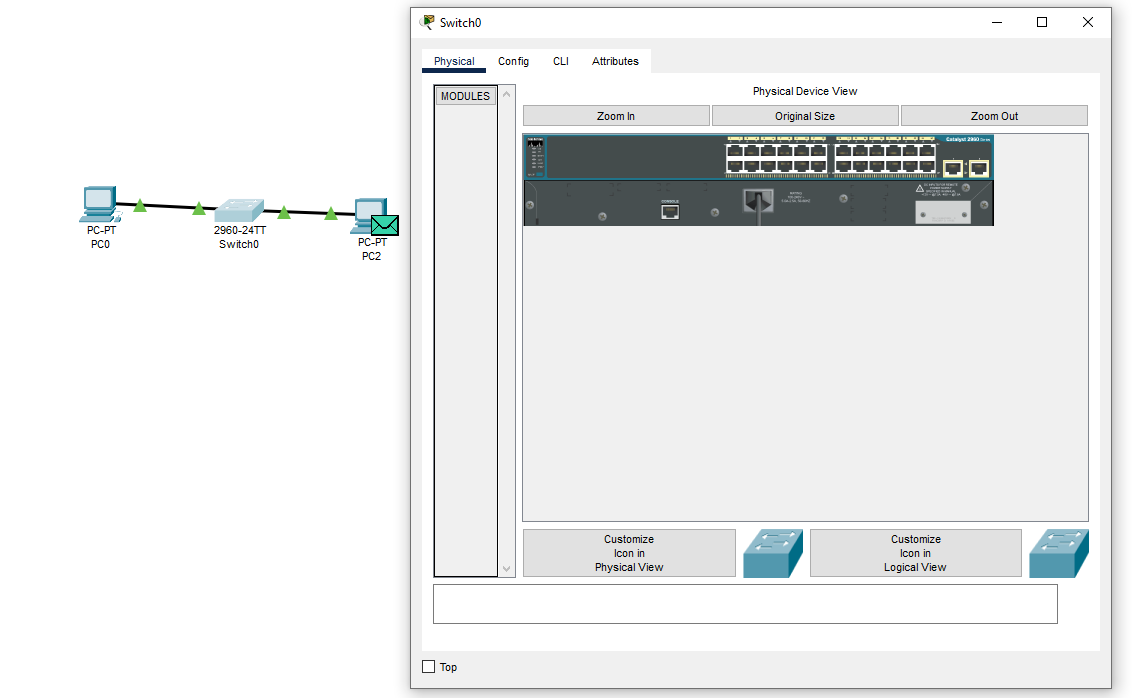 Switch0
Physical
Config
CLI
Attributes
MODULES
Physical Device View
Zoom In
Original Size
Zoom Out
Catalyst 2960
CONSOLE
PC-PT
PC0
2960-24TT
Switch0
PC-PT
PC2
Customize
Icon in
Physical View
Customize
Icon in
Logical View
Top